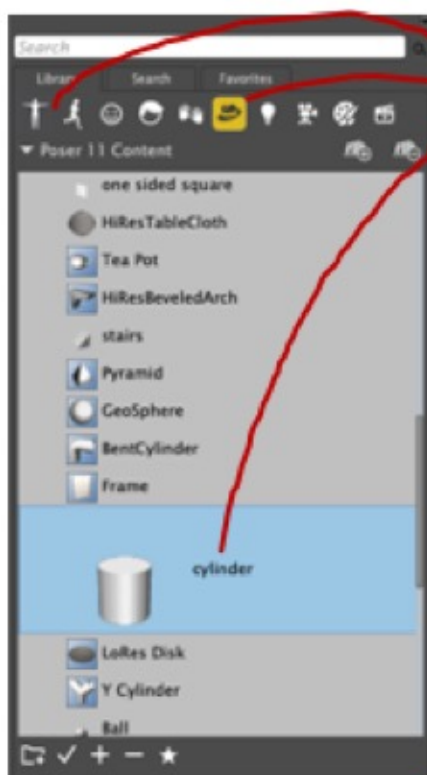 Search
Library Search Favorites
Poser 11 Content
one sided square
HiResTableCloth
Tea Pot
HiResBeveledArch
stairs
Pyramid
GeoSphere
BentCylinder
Frame
cylinder
LoRes Disk
Y Cylinder
Ball